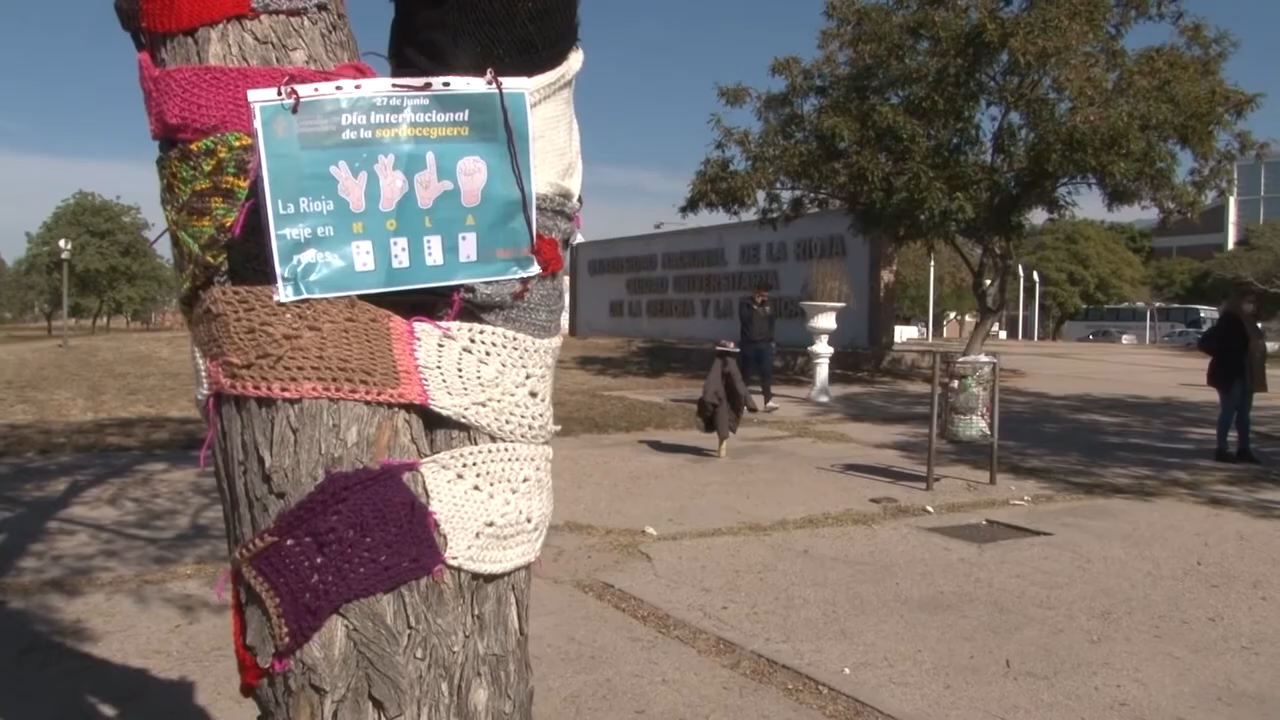 27 de junio
Día internacional
de la sordoceguera
La Rioja
teje en
redes
H O L A
UNIVERSIDAD NACIONAL DE LA RIOJA
CIUDAD UNIVERSITARIA
DE LA CIENCIA Y LA